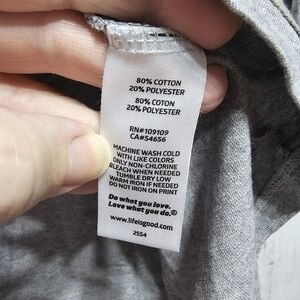 80% COTTON
20% POLYESTER
80% COTON
20% POLYESTER
RN#109109
CA#54656
MACHINE WASH COLD
WITH LIKE COLORS
ONLY NON-CHLORINE
BLEACH WHEN NEEDED
TUMBLE DRY LOW
WARM IRON IF NEEDED
DO NOT IRON ON PRINT
Do what you love.
Love what you do.®
www.lifeisgood.com
2554